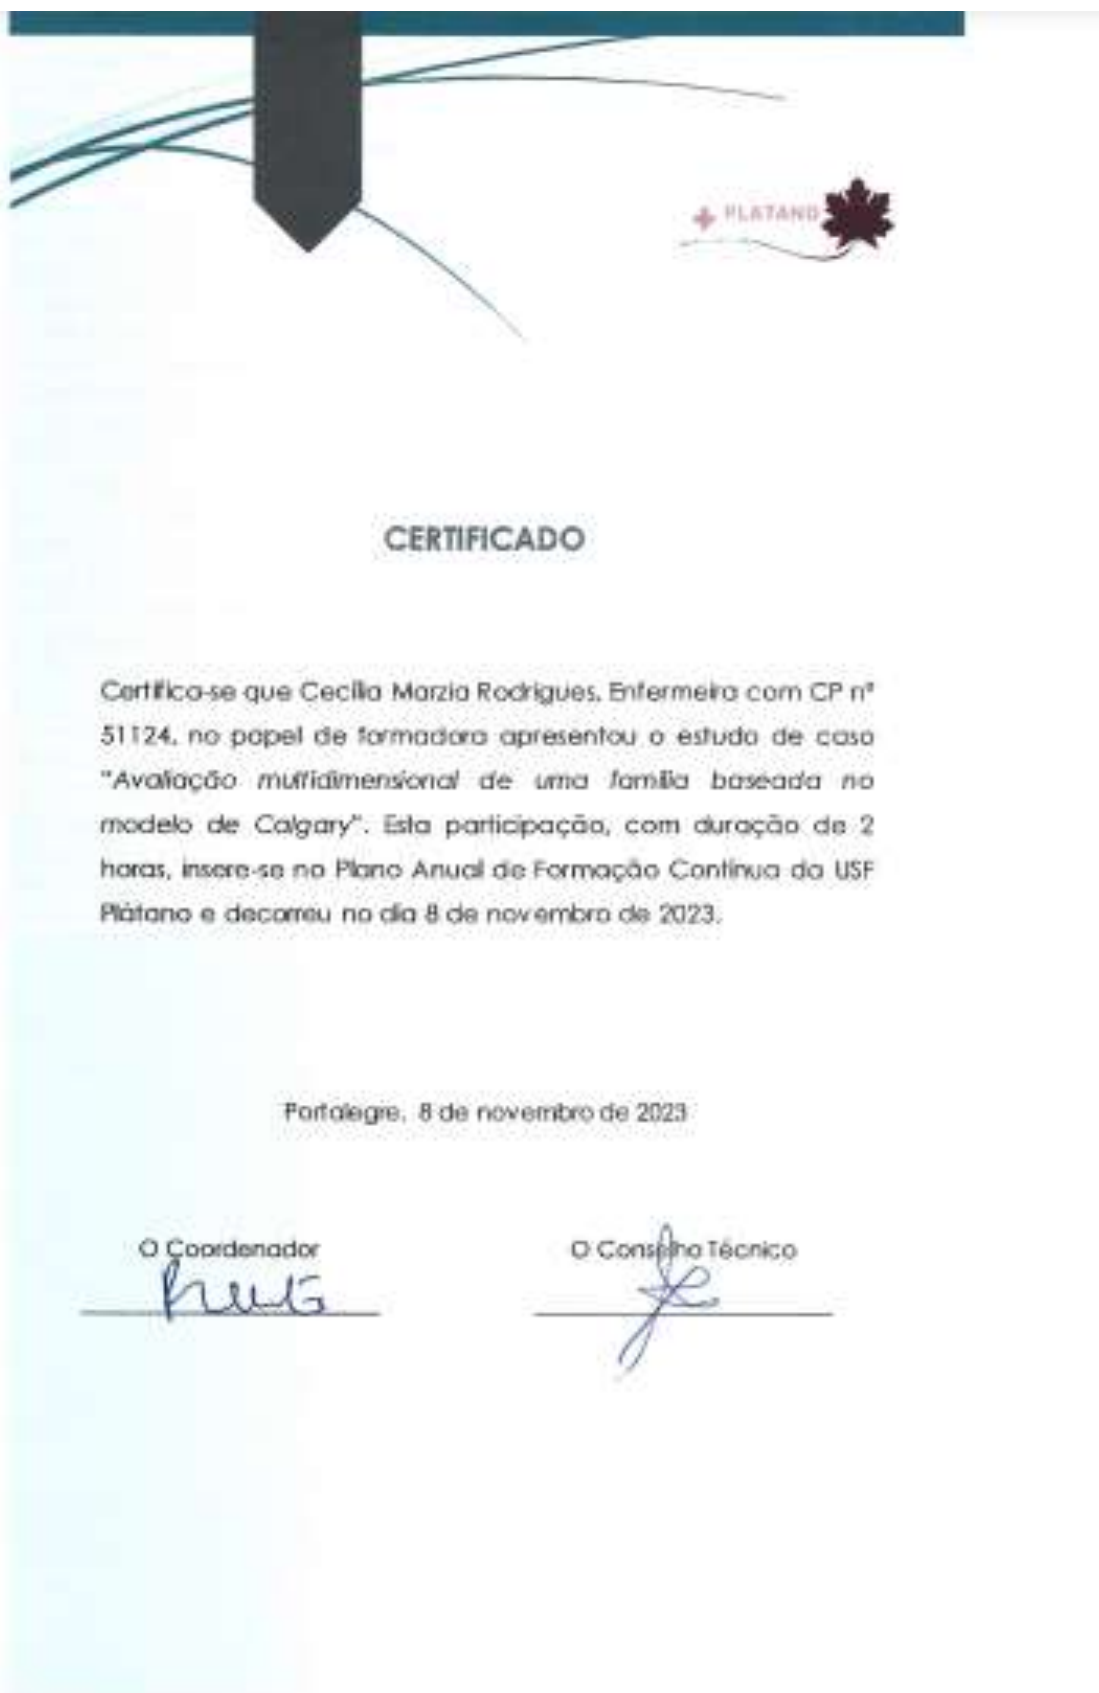 + PLATANO
CERTIFICADO
Certifica-se que Cecília Marzia Rodrigues, Enfermeira com CP nº
51124, no papel de formadora apresentou o estudo de caso
"Avaliação multidimensional de uma família baseada no
modelo de Calgary". Esta participação, com duração de 2
horas, insere-se no Plano Anual de Formação Contínua da USF
Plátano e decorreu no dia 8 de novembro de 2023.
Portalegre, 8 de novembro de 2023
O Coordenador
O Conselho Técnico